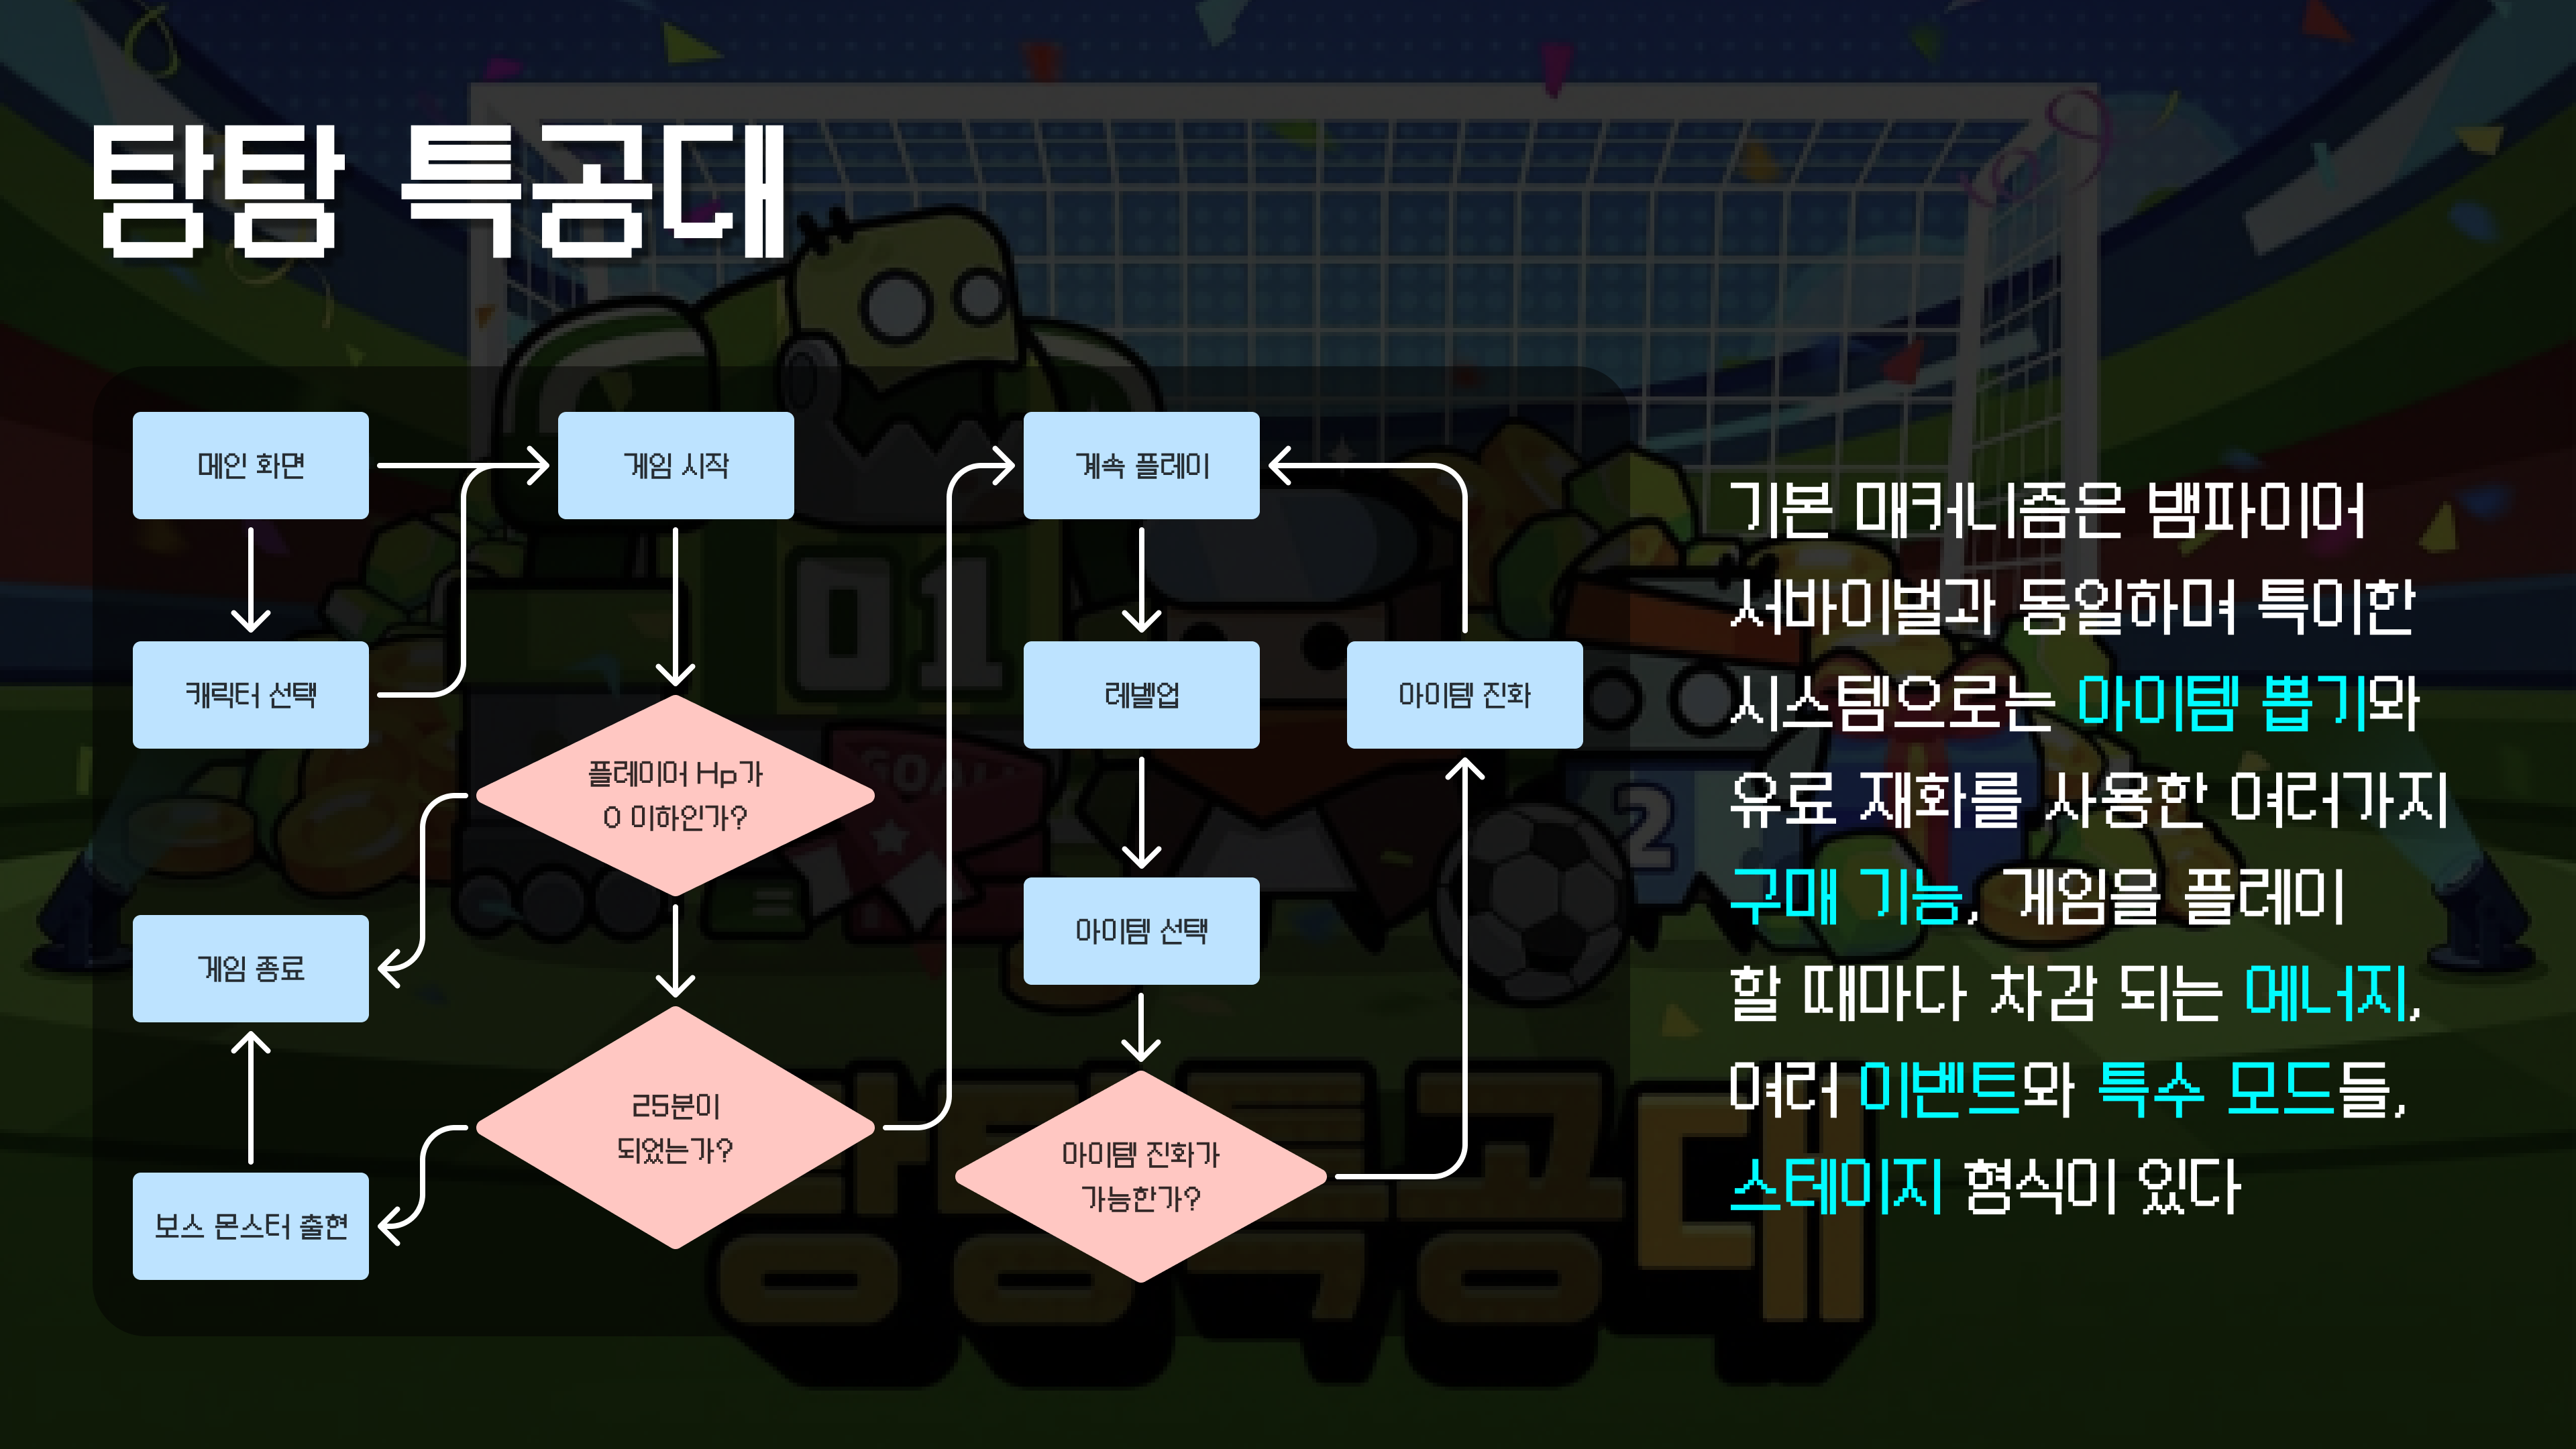 탕탕 특공대
메인 화면
게임 시작
계속 플레이
캐릭터 선택
레벨업
아이템 진화
플레이어 Hp가
0 이하인가?
게임 종료
아이템 선택
25분이
되었는가?
아이템 진화가
가능한가?
보스 몬스터 출현
기본 매커니즘은 뱀파이어
서바이벌과 동일하며 특이한
시스템으로는 아이템 뽑기와
유료 재화를 사용한 여러가지
구매 기능, 게임을 플레이
할 때마다 차감 되는 에너지,
여러 이벤트와 특수 모드들,
스테이지 형식이 있다
01
GOAL
2
탕탕특공대